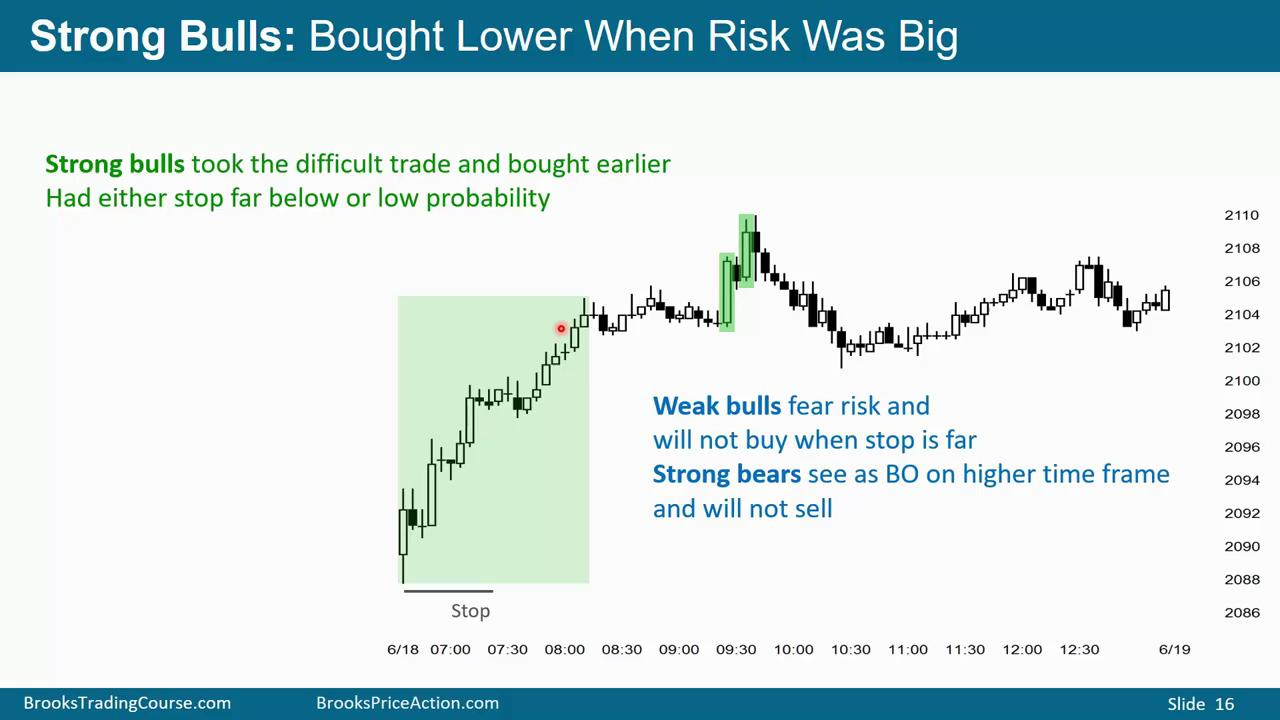 Strong Bulls: Bought Lower When Risk Was Big
Strong bulls took the difficult trade and bought earlier
Had either stop far below or low probability
Weak bulls fear risk and
will not buy when stop is far
Strong bears see as BO on higher time frame
and will not sell
Stop
2110
2108
2106
2104
2102
2100
2098
2096
2094
2092
2090
2088
2086
6/18 07:00 07:30 08:00 08:30 09:00 09:30 10:00 10:30 11:00 11:30 12:00 12:30 6/19
BrooksTradingCourse.com BrooksPriceAction.com Slide 16